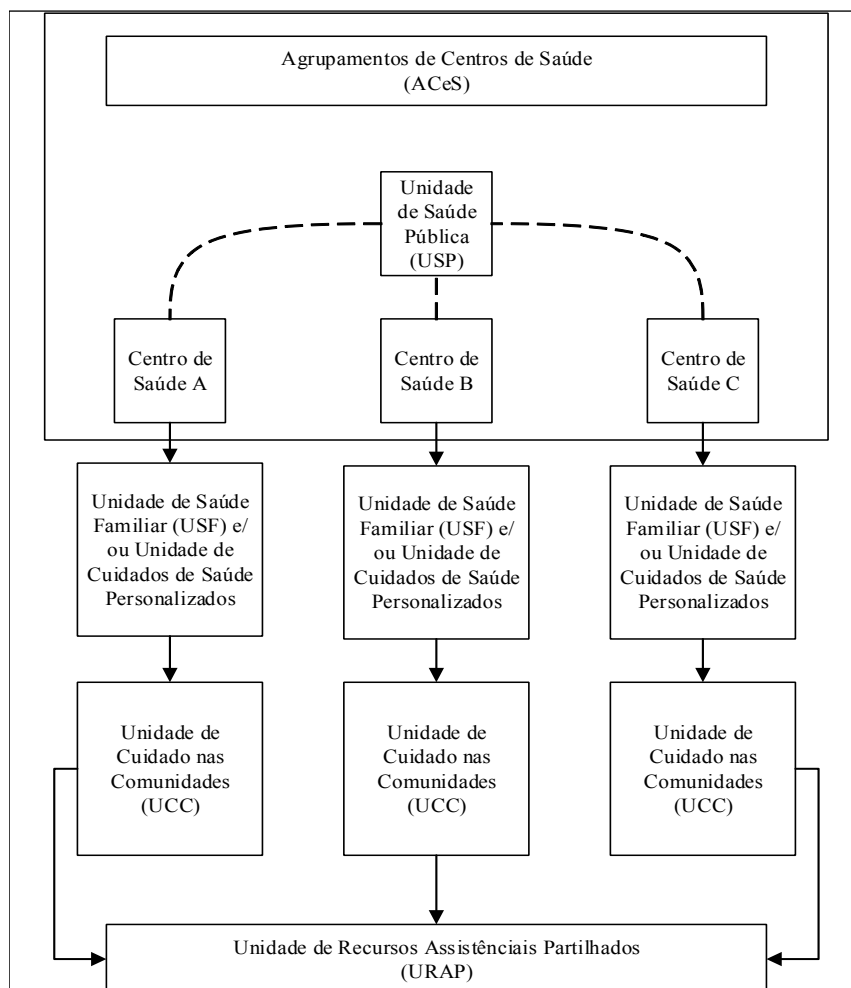 Agrupamentos de Centros de Saúde
(ACeS)
Unidade
de Saúde
Pública
(USP)
Centro de
Saúde A
Centro de
Saúde B
Centro de
Saúde C
Unidade de Saúde
Familiar (USF) e/
ou Unidade de
Cuidados de Saúde
Personalizados
Unidade de Saúde
Familiar (USF) e/
ou Unidade de
Cuidados de Saúde
Personalizados
Unidade de Saúde
Familiar (USF) e/
ou Unidade de
Cuidados de Saúde
Personalizados
Unidade de
Cuidado nas
Comunidades
(UCC)
Unidade de
Cuidado nas
Comunidades
(UCC)
Unidade de
Cuidado nas
Comunidades
(UCC)
Unidade de Recursos Assistênciais Partilhados
(URAP)